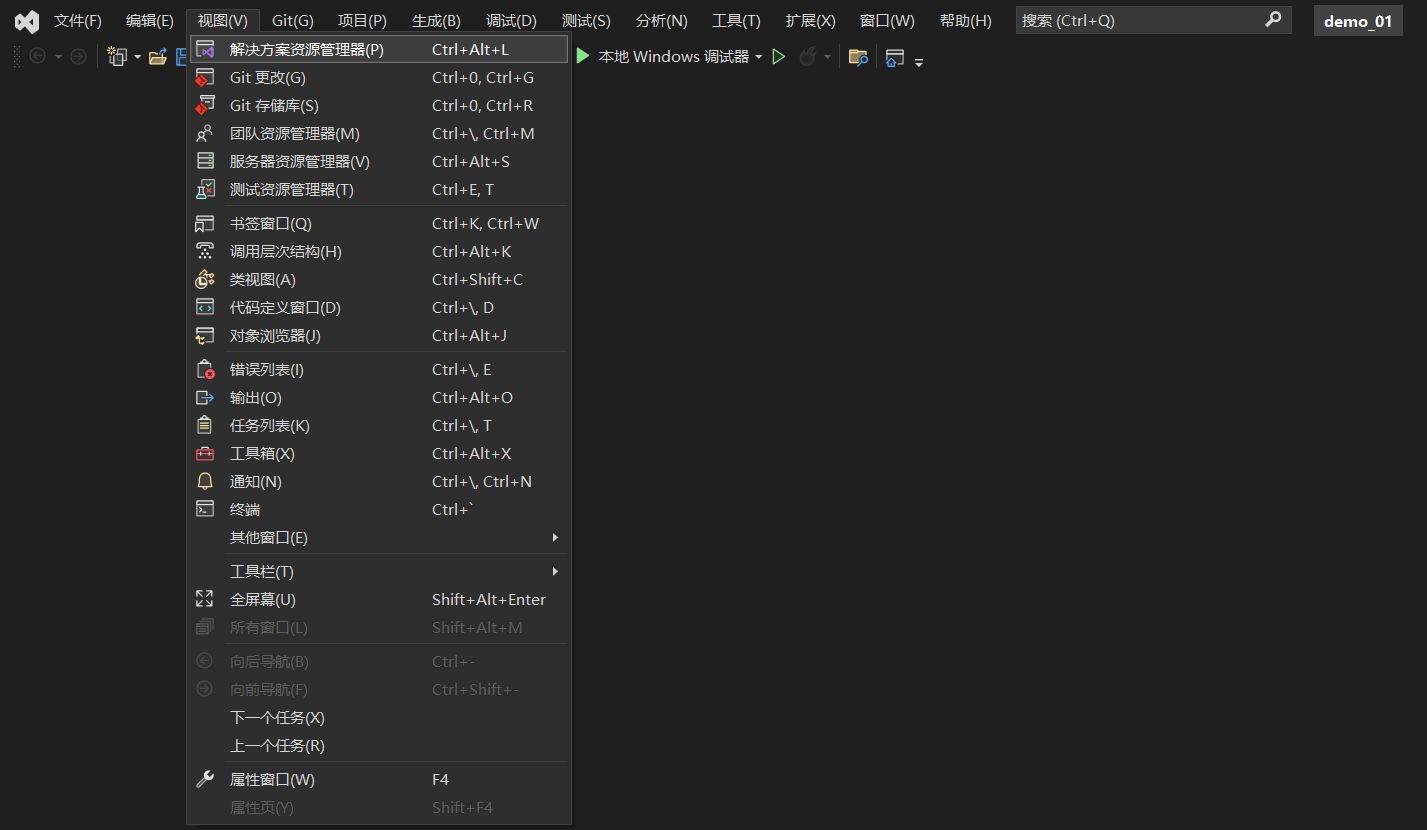 文件(F) 编辑(E) 视图(V) Git(G) 项目(P) 生成(B) 调试(D) 测试(S) 分析(N) 工具(T) 扩展(X) 窗口(W) 帮助(H) 搜索 (Ctrl+Q) demo_01
本地 Windows 调试器
解决方案资源管理器(P) Ctrl+Alt+L
Git 更改(G) Ctrl+0, Ctrl+G
Git 存储库(S) Ctrl+0, Ctrl+R
团队资源管理器(M) Ctrl+\, Ctrl+M
服务器资源管理器(V) Ctrl+Alt+S
测试资源管理器(T) Ctrl+E, T
书签窗口(Q) Ctrl+K, Ctrl+W
调用层次结构(H) Ctrl+Alt+K
类视图(A) Ctrl+Shift+C
代码定义窗口(D) Ctrl+\, D
对象浏览器(J) Ctrl+Alt+J
错误列表(I) Ctrl+\, E
输出(O) Ctrl+Alt+O
任务列表(K) Ctrl+\, T
工具箱(X) Ctrl+Alt+X
通知(N) Ctrl+\, Ctrl+N
终端 Ctrl+`
其他窗口(E)
工具栏(T)
全屏幕(U) Shift+Alt+Enter
所有窗口(L) Shift+Alt+M
向后导航(B) Ctrl+-
向前导航(F) Ctrl+Shift+-
下一个任务(X)
上一个任务(R)
属性窗口(W) F4
属性页(Y) Shift+F4